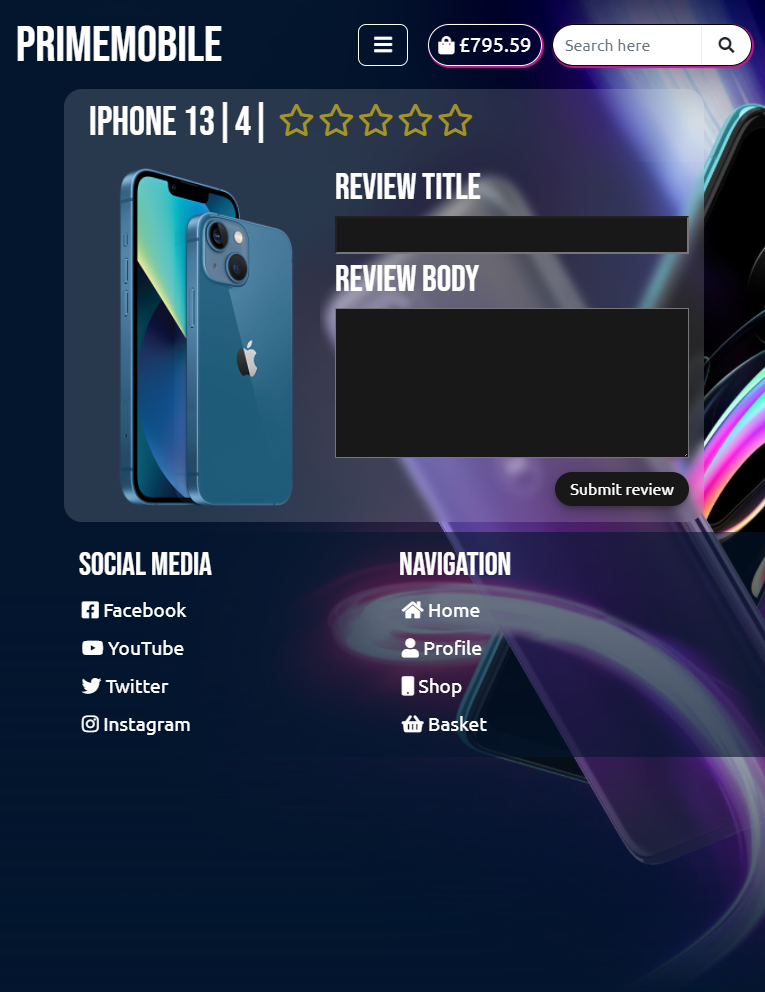 PRIMEMOBILE
£795.59
Search here
IPHONE 13 | 4 |
REVIEW TITLE
REVIEW BODY
Submit review
SOCIAL MEDIA
Facebook
YouTube
Twitter
Instagram
NAVIGATION
Home
Profile
Shop
Basket